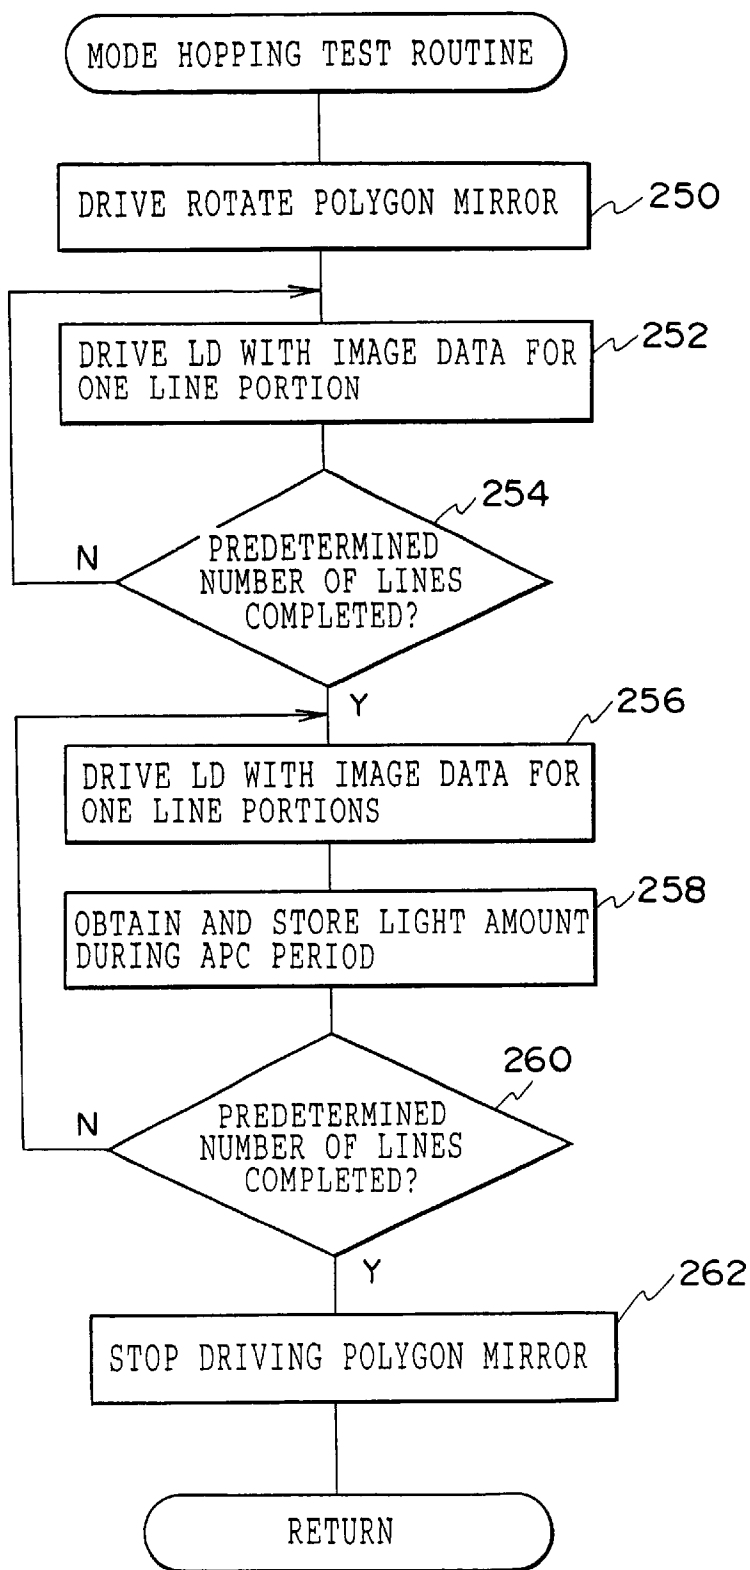 MODE HOPPING TEST ROUTINE
DRIVE ROTATE POLYGON MIRROR
250
DRIVE LD WITH IMAGE DATA FOR
ONE LINE PORTION
252
254
PREDETERMINED
NUMBER OF LINES
COMPLETED?
N
Y
256
DRIVE LD WITH IMAGE DATA FOR
ONE LINE PORTIONS
258
OBTAIN AND STORE LIGHT AMOUNT
DURING APC PERIOD
260
PREDETERMINED
NUMBER OF LINES
COMPLETED?
N
Y
262
STOP DRIVING POLYGON MIRROR
RETURN